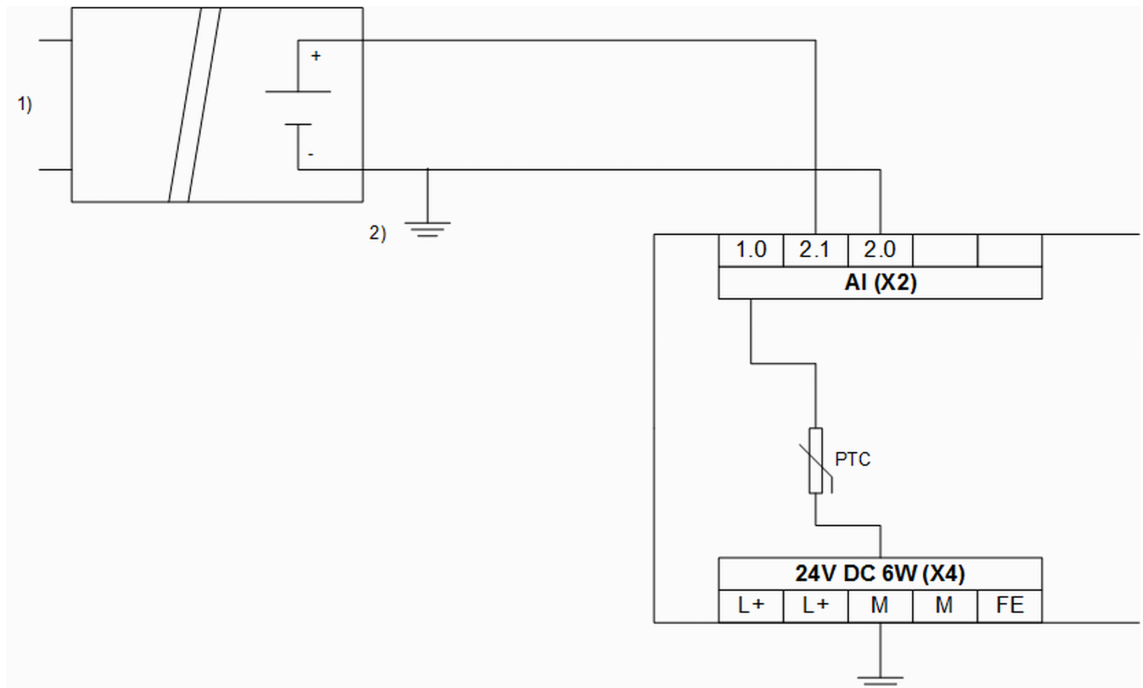 +
1)
-
2)
1.0 2.1 2.0
AI (X2)
PTC
24V DC 6W (X4)
L+ L+ M M FE